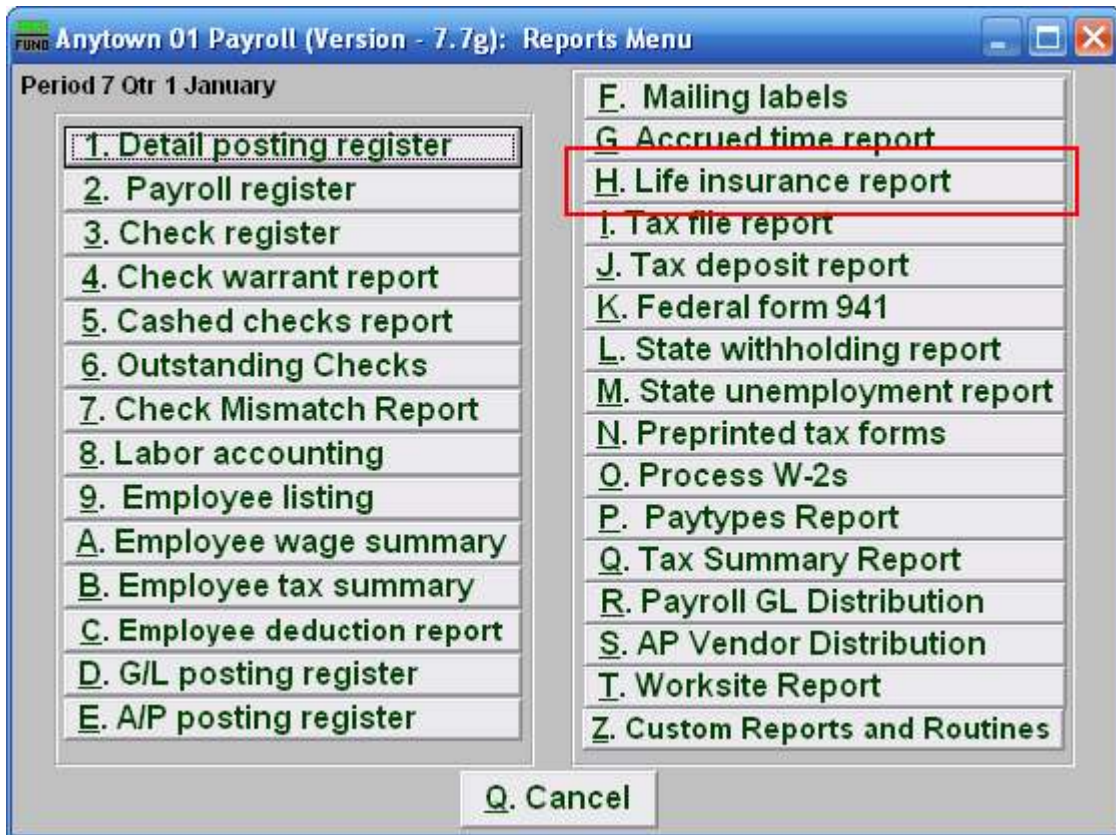 FUND Anytown 01 Payroll (Version - 7.7g): Reports Menu
Period 7 Qtr 1 January
1. Detail posting register
2. Payroll register
3. Check register
4. Check warrant report
5. Cashed checks report
6. Outstanding Checks
7. Check Mismatch Report
8. Labor accounting
9. Employee listing
A. Employee wage summary
B. Employee tax summary
C. Employee deduction report
D. G/L posting register
E. A/P posting register
F. Mailing labels
G. Accrued time report
H. Life insurance report
I. Tax file report
J. Tax deposit report
K. Federal form 941
L. State withholding report
M. State unemployment report
N. Preprinted tax forms
O. Process W-2s
P. Paytypes Report
Q. Tax Summary Report
R. Payroll GL Distribution
S. AP Vendor Distribution
T. Worksite Report
Z. Custom Reports and Routines
Q. Cancel